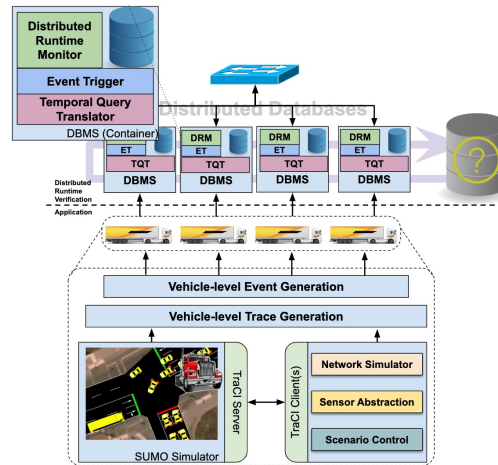 Distributed
Runtime
Monitor
Event Trigger
Temporal Query
Translator
DBMS (Container)
Distributed Databases
DRM
ET
TQT
DBMS
DRM
ET
TQT
DBMS
DRM
ET
TQT
DBMS
DRM
ET
TQT
DBMS
?
Distributed
Runtime
Verification
Application
Vehicle-level Event Generation
Vehicle-level Trace Generation
SUMO Simulator
TraCI Server
TraCI Client(s)
Network Simulator
Sensor Abstraction
Scenario Control